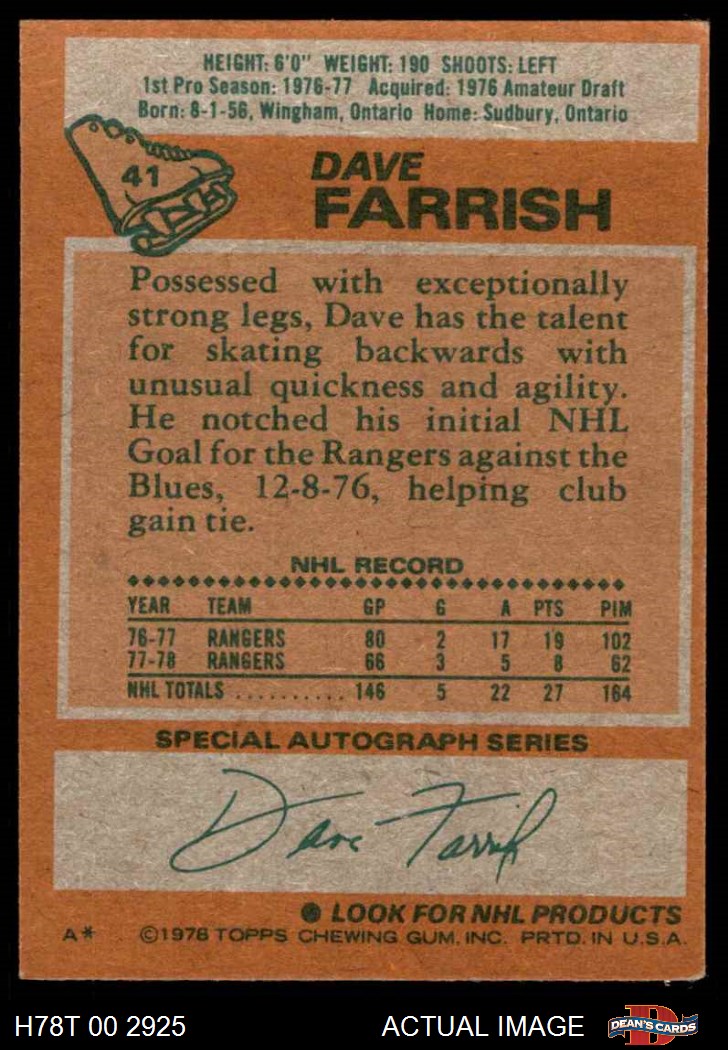 HEIGHT: 6'0" WEIGHT: 190 SHOOTS: LEFT
1st Pro Season: 1976-77 Acquired: 1976 Amateur Draft
Born: 8-1-56, Wingham, Ontario Home: Sudbury, Ontario
41
DAVE
FARRISH
Possessed with exceptionally
strong legs, Dave has the talent
for skating backwards with
unusual quickness and agility.
He notched his initial NHL
Goal for the Rangers against the
Blues, 12-8-76, helping club
gain tie.
NHL RECORD
YEAR TEAM GP G A PTS PIM
76-77 RANGERS 80 2 17 19 102
77-78 RANGERS 66 3 5 8 62
NHL TOTALS .......... 146 5 22 27 164
SPECIAL AUTOGRAPH SERIES
Dave Farrish
● LOOK FOR NHL PRODUCTS
A* ©1978 TOPPS CHEWING GUM, INC. PRTD. IN U.S.A.
H78T 00 2925 ACTUAL IMAGE DEAN'S CARDS